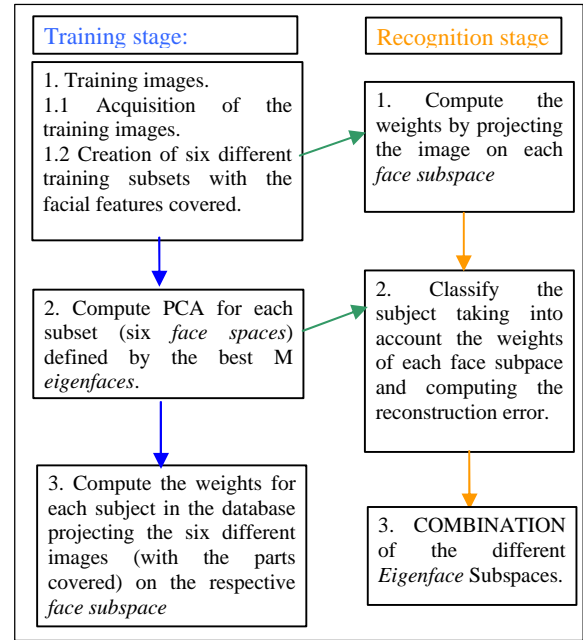 Training stage:
1. Training images.
1.1 Acquisition of the
training images.
1.2 Creation of six different
training subsets with the
facial features covered.
2. Compute PCA for each
subset (six face spaces)
defined by the best M
eigenfaces.
3. Compute the weights for
each subject in the database
projecting the six different
images (with the parts
covered) on the respective
face subspace
Recognition stage
1. Compute the
weights by projecting
the image on each
face subspace
2. Classify the
subject taking into
account the weights
of each face subpace
and computing the
reconstruction error.
3. COMBINATION
of the different
Eigenface Subspaces.